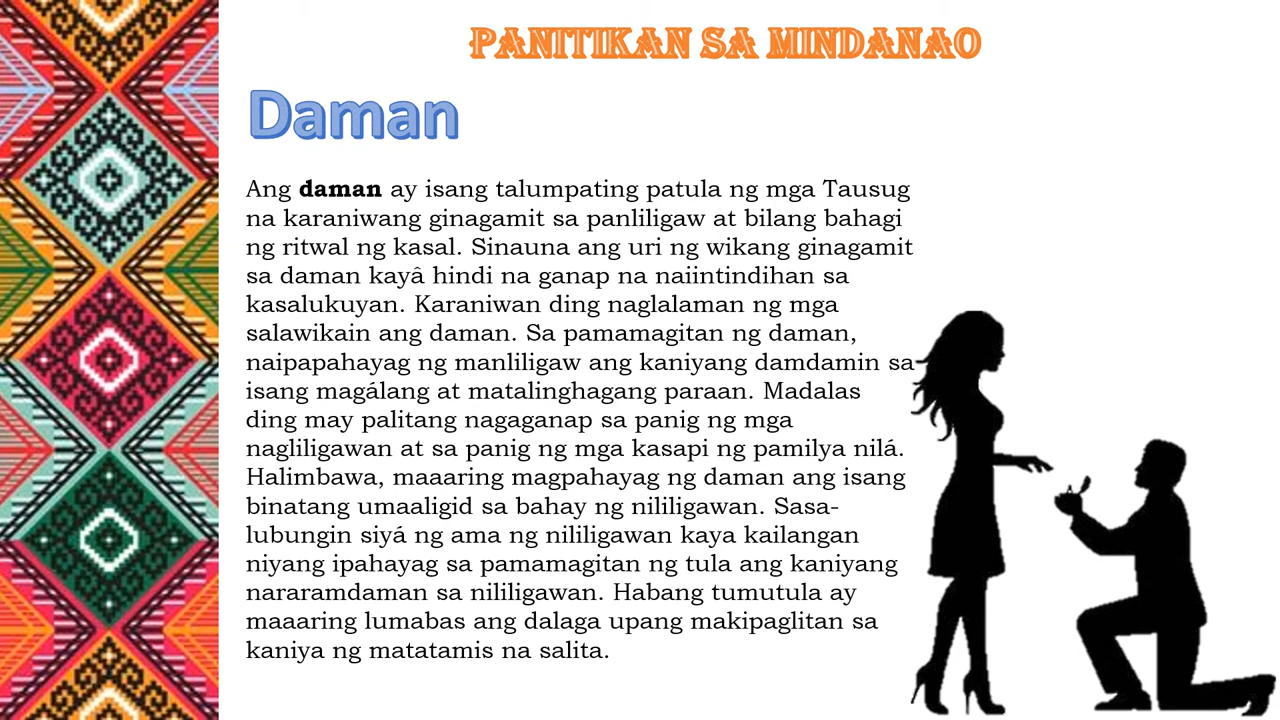 PANITIKAN SA MINDANAO
Daman
Ang daman ay isang talumpating patula ng mga Tausug
na karaniwang ginagamit sa panliligaw at bilang bahagi
ng ritwal ng kasal. Sinauna ang uri ng wikang ginagamit
sa daman kayâ hindi na ganap na naiintindihan sa
kasalukuyan. Karaniwan ding naglalaman ng mga
salawikain ang daman. Sa pamamagitan ng daman,
naipapahayag ng manliligaw ang kaniyang damdamin sa
isang magálang at matalinghagang paraan. Madalas
ding may palitang nagaganap sa panig ng mga
nagliligawan at sa panig ng mga kasapi ng pamilya nilá.
Halimbawa, maaaring magpahayag ng daman ang isang
binatang umaaligid sa bahay ng nililigawan. Sasa-
lubungin siyá ng ama ng nililigawan kaya kailangan
niyang ipahayag sa pamamagitan ng tula ang kaniyang
nararamdaman sa nililigawan. Habang tumutula ay
maaaring lumabas ang dalaga upang makipaglitan sa
kaniya ng matatamis na salita.